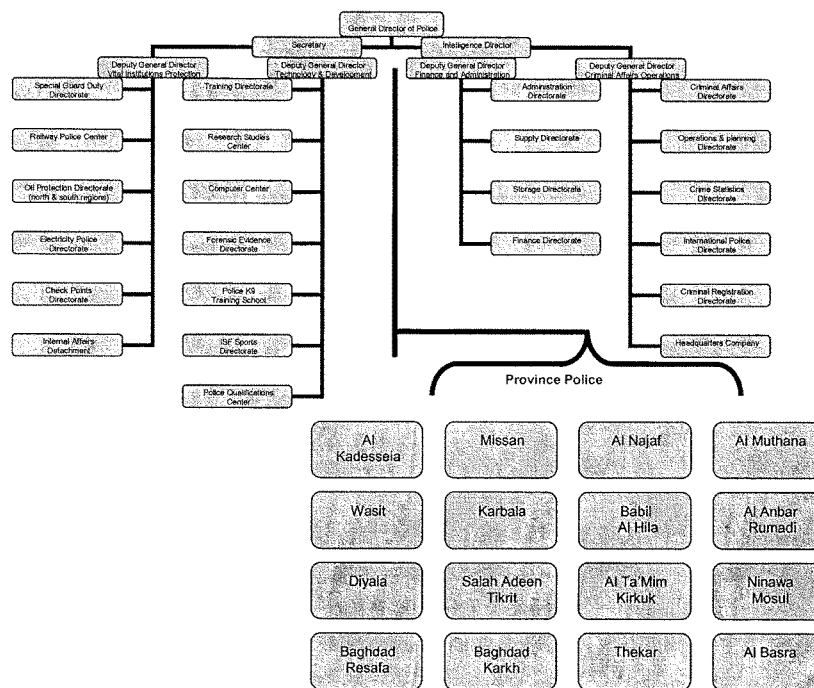 General Director of Police
Secretary
Intelligence Director
Deputy General Director
Vital Institutions Protection
Deputy General Director
Technology & Development
Deputy General Director
Finance and Administration
Deputy General Director
Criminal Affairs Operations
Special Guard Duty
Directorate
Railway Police Center
Oil Protection Directorate
(north & south regions)
Electricity Police
Directorate
Check Points
Directorate
Internal Affairs
Detachment
Training Directorate
Research Studies
Center
Computer Center
Forensic Evidence
Directorate
Police K9
Training School
ISF Sports
Directorate
Police Qualifications
Center
Administration
Directorate
Supply Directorate
Storage Directorate
Finance Directorate
Criminal Affairs
Directorate
Operations & planning
Directorate
Crime Statistics
Directorate
International Police
Directorate
Criminal Registration
Directorate
Headquarters Company
Province Police
Al
Kadesseia
Missan
Al Najaf
Al Muthana
Wasit
Karbala
Babil
Al Hila
Al Anbar
Rumadi
Diyala
Salah Adeen
Tikrit
Al Ta'Mim
Kirkuk
Ninawa
Mosul
Baghdad
Resafa
Baghdad
Karkh
Thekar
Al Basra